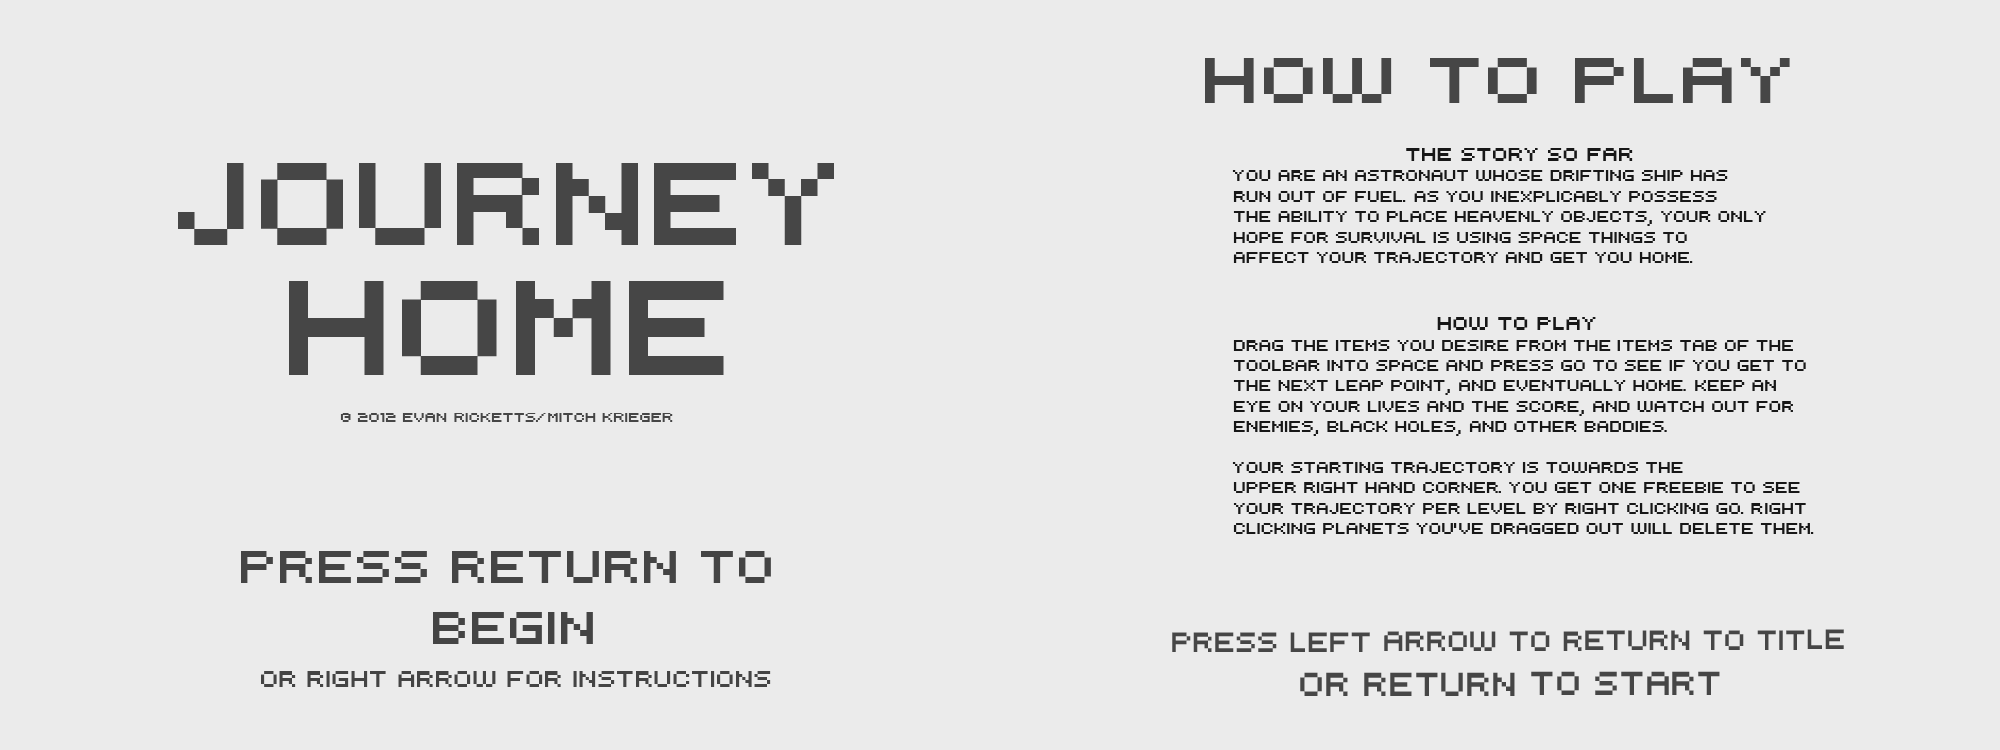 JOURNEY
HOME
© 2012 EVAN RICKETTS/MITCH KRIEGER
PRESS RETURN TO
BEGIN
OR RIGHT ARROW FOR INSTRUCTIONS
HOW TO PLAY
THE STORY SO FAR
YOU ARE AN ASTRONAUT WHOSE DRIFTING SHIP HAS
RUN OUT OF FUEL. AS YOU INEXPLICABLY POSSESS
THE ABILITY TO PLACE HEAVENLY OBJECTS, YOUR ONLY
HOPE FOR SURVIVAL IS USING SPACE THINGS TO
AFFECT YOUR TRAJECTORY AND GET YOU HOME.
HOW TO PLAY
DRAG THE ITEMS YOU DESIRE FROM THE ITEMS TAB OF THE
TOOLBAR INTO SPACE AND PRESS GO TO SEE IF YOU GET TO
THE NEXT LEAP POINT, AND EVENTUALLY HOME. KEEP AN
EYE ON YOUR LIVES AND THE SCORE, AND WATCH OUT FOR
ENEMIES, BLACK HOLES, AND OTHER BADDIES.
YOUR STARTING TRAJECTORY IS TOWARDS THE
UPPER RIGHT HAND CORNER. YOU GET ONE FREEBIE TO SEE
YOUR TRAJECTORY PER LEVEL BY RIGHT CLICKING GO. RIGHT
CLICKING PLANETS YOU'VE DRAGGED OUT WILL DELETE THEM.
PRESS LEFT ARROW TO RETURN TO TITLE
OR RETURN TO START